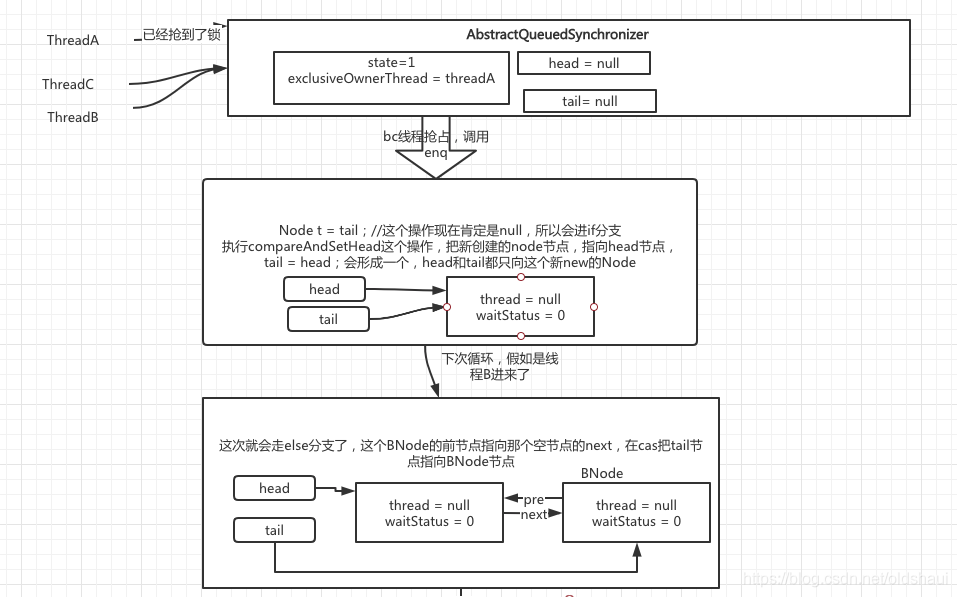 ThreadA
已经抢到了锁
ThreadC
ThreadB
AbstractQueuedSynchronizer
state=1
exclusiveOwnerThread = threadA
head = null
tail= null
bc线程抢占，调用
enq
Node t = tail；//这个操作现在肯定是null，所以会进if分支
执行compareAndSetHead这个操作，把新创建的node节点，指向head节点，
tail = head；会形成一个，head和tail都只向这个新new的Node
head
tail
thread = null
waitStatus = 0
下次循环，假如是线
程B进来了
这次就会走else分支了，这个BNode的前节点指向那个空节点的next，在cas把tail节
点指向BNode节点
BNode
head
tail
thread = null
waitStatus = 0
pre
next
thread = null
waitStatus = 0
https://blog.csdn.net/oldshaui